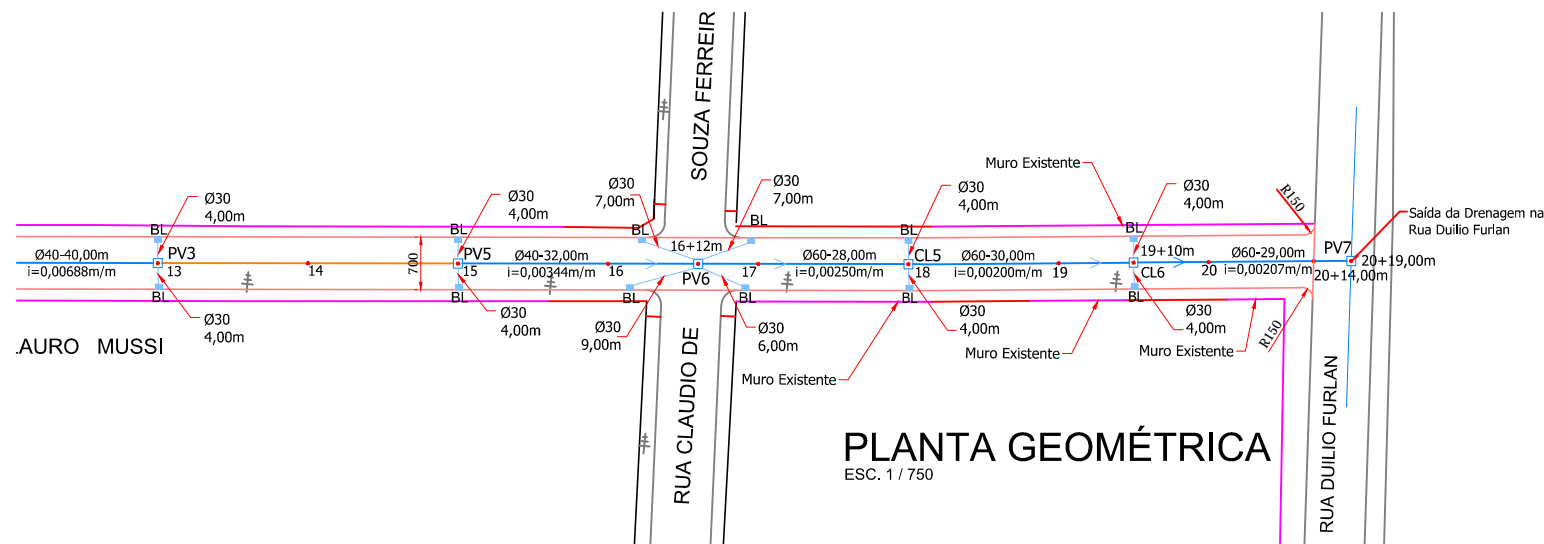 SOUZA FERREIR
Muro Existente
Ø30
4,00m
Ø30
4,00m
Ø30
7,00m
Ø30
7,00m
Ø30
4,00m
Ø30
4,00m
R150
Saída da Drenagem na
Rua Duilio Furlan
BL
BL
BL
BL
BL
BL
Ø40-40,00m
i=0,00688m/m
PV3
13
14
700
PV5
15
Ø40-32,00m
i=0,00344m/m
16
16+12m
PV6
17
Ø60-28,00m
i=0,00250m/m
CL5
18
Ø60-30,00m
i=0,00200m/m
19
19+10m
CL6
20
Ø60-29,00m
i=0,00207m/m
PV7
20+19,00m
20+14,00m
BL
BL
BL
BL
BL
BL
Ø30
4,00m
Ø30
4,00m
Ø30
9,00m
Ø30
6,00m
Ø30
4,00m
Ø30
4,00m
R150
.AURO MUSSI
Muro Existente
Muro Existente
Muro Existente
RUA CLAUDIO DE
RUA DUILIO FURLAN
PLANTA GEOMÉTRICA
ESC. 1 / 750